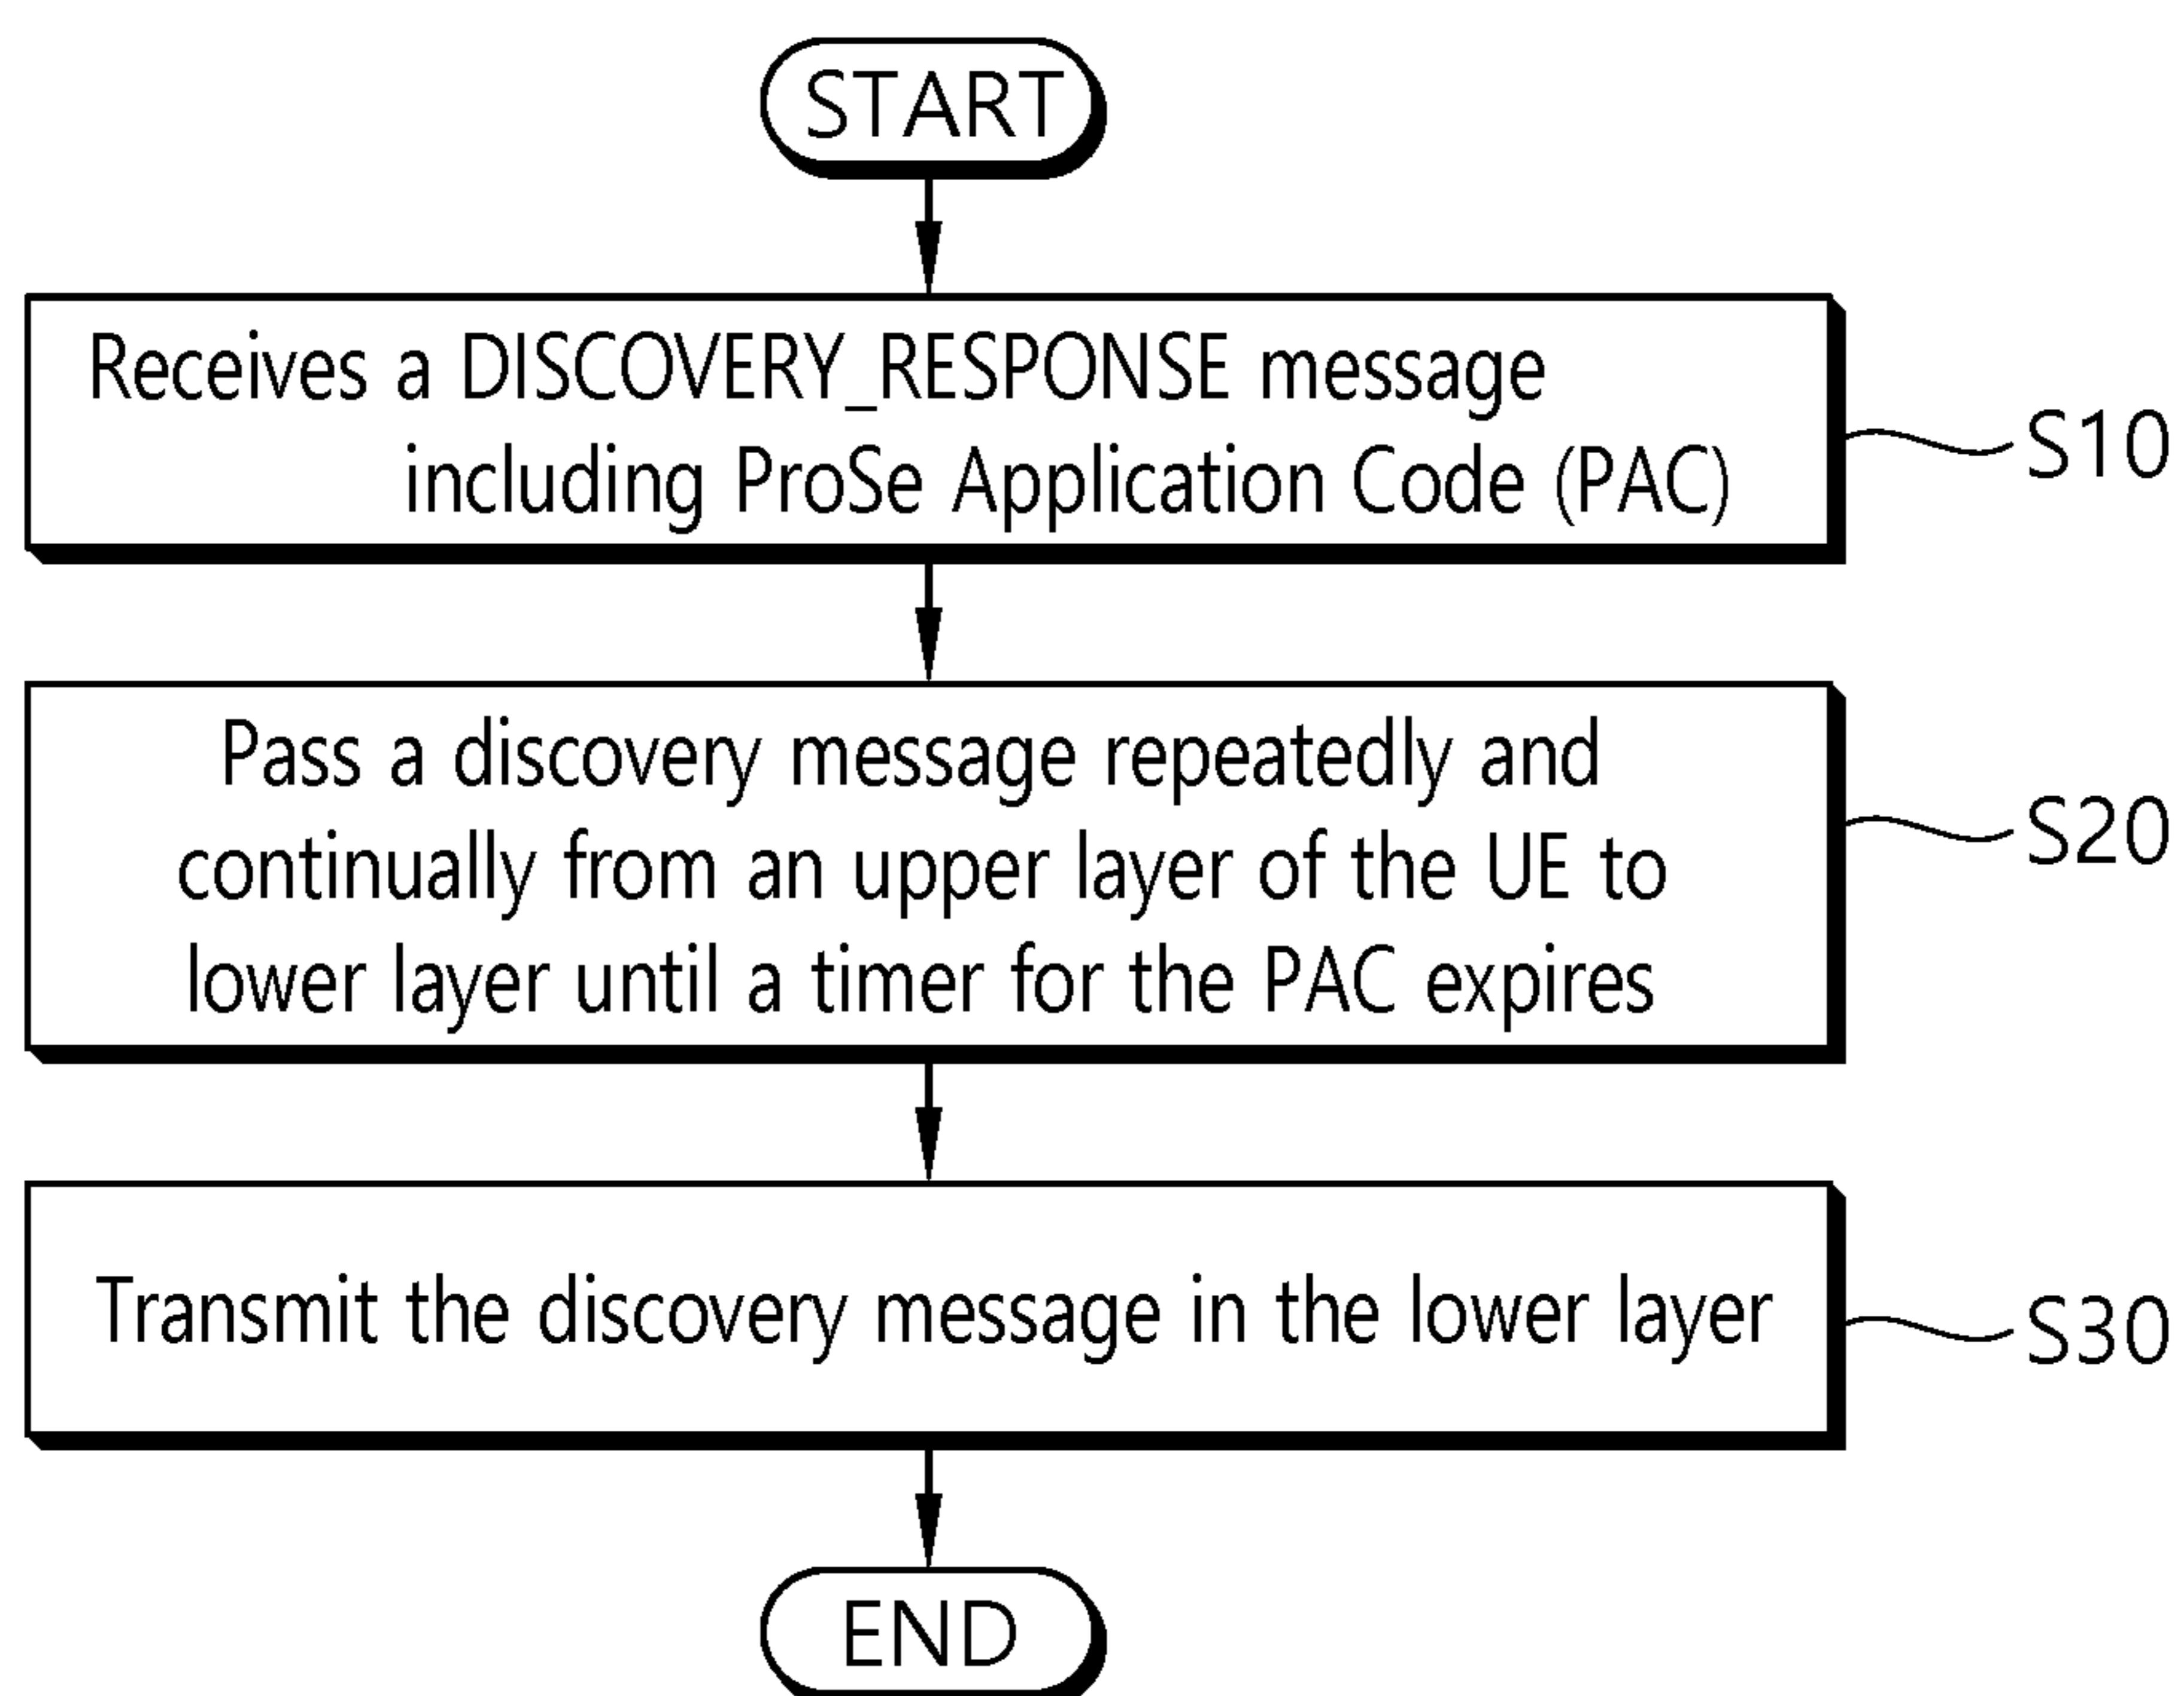 START
Receives a DISCOVERY_RESPONSE message
including ProSe Application Code (PAC)
S10
Pass a discovery message repeatedly and
continually from an upper layer of the UE to
lower layer until a timer for the PAC expires
S20
Transmit the discovery message in the lower layer
S30
END